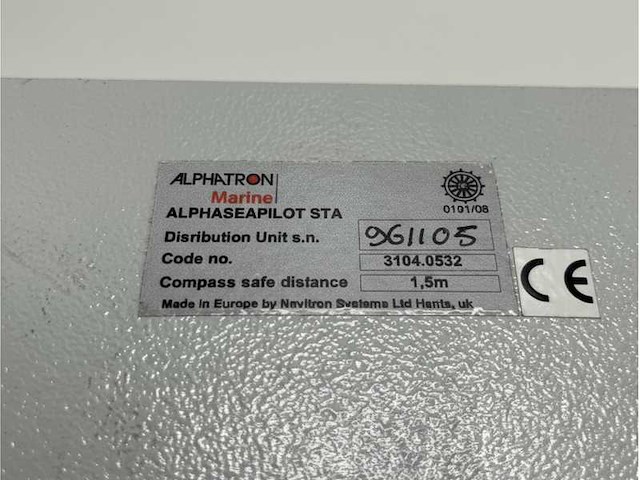 ALPHATRON
Marine
ALPHASEAPILOT STA
0191/08
Disribution Unit s.n. 961105
Code no. 3104.0532
Compass safe distance 1,5m
Made in Europe by Navitron Systems Ltd Hants, uk
CE